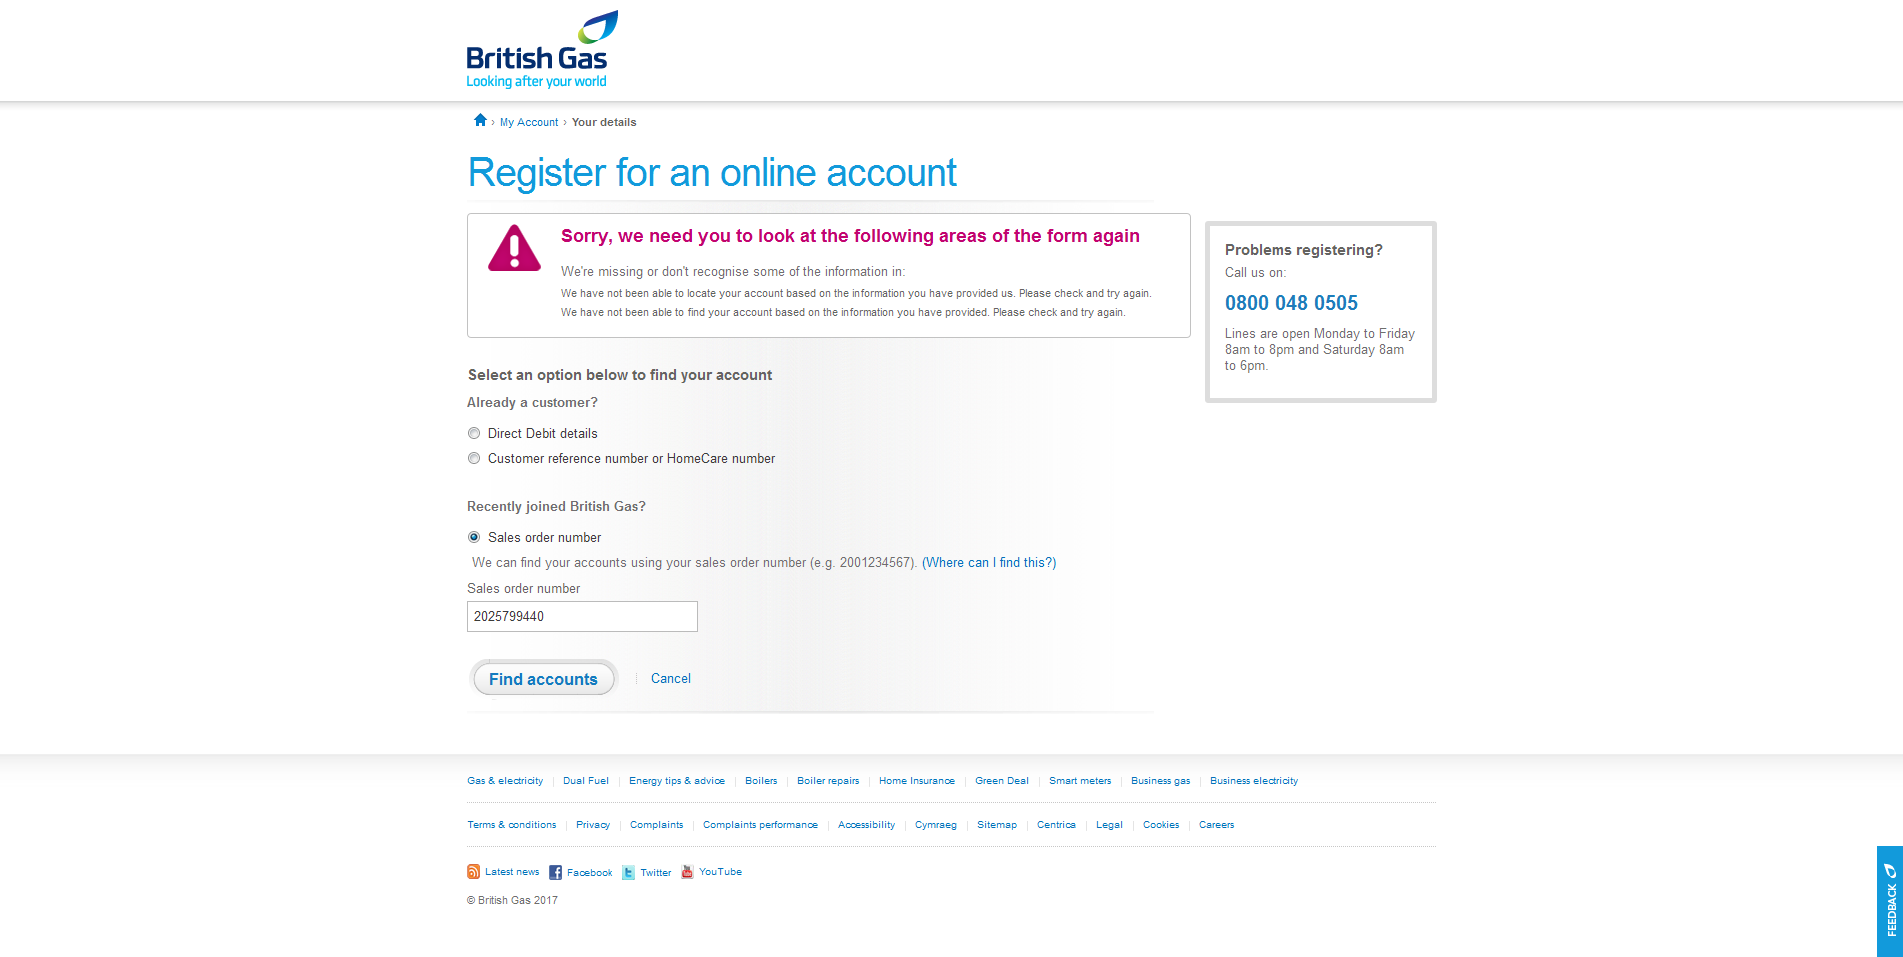 British Gas
Looking after your world
› My Account › Your details
Register for an online account
Sorry, we need you to look at the following areas of the form again
We're missing or don't recognise some of the information in:
We have not been able to locate your account based on the information you have provided us. Please check and try again.
We have not been able to find your account based on the information you have provided. Please check and try again.
Problems registering?
Call us on:
0800 048 0505
Lines are open Monday to Friday
8am to 8pm and Saturday 8am
to 6pm.
Select an option below to find your account
Already a customer?
Direct Debit details
Customer reference number or HomeCare number
Recently joined British Gas?
Sales order number
We can find your accounts using your sales order number (e.g. 2001234567). (Where can I find this?)
Sales order number
2025799440
Find accounts Cancel
Gas & electricity Dual Fuel Energy tips & advice Boilers Boiler repairs Home Insurance Green Deal Smart meters Business gas Business electricity
Terms & conditions Privacy Complaints Complaints performance Accessibility Cymraeg Sitemap Centrica Legal Cookies Careers
Latest news Facebook Twitter YouTube
© British Gas 2017
FEEDBACK